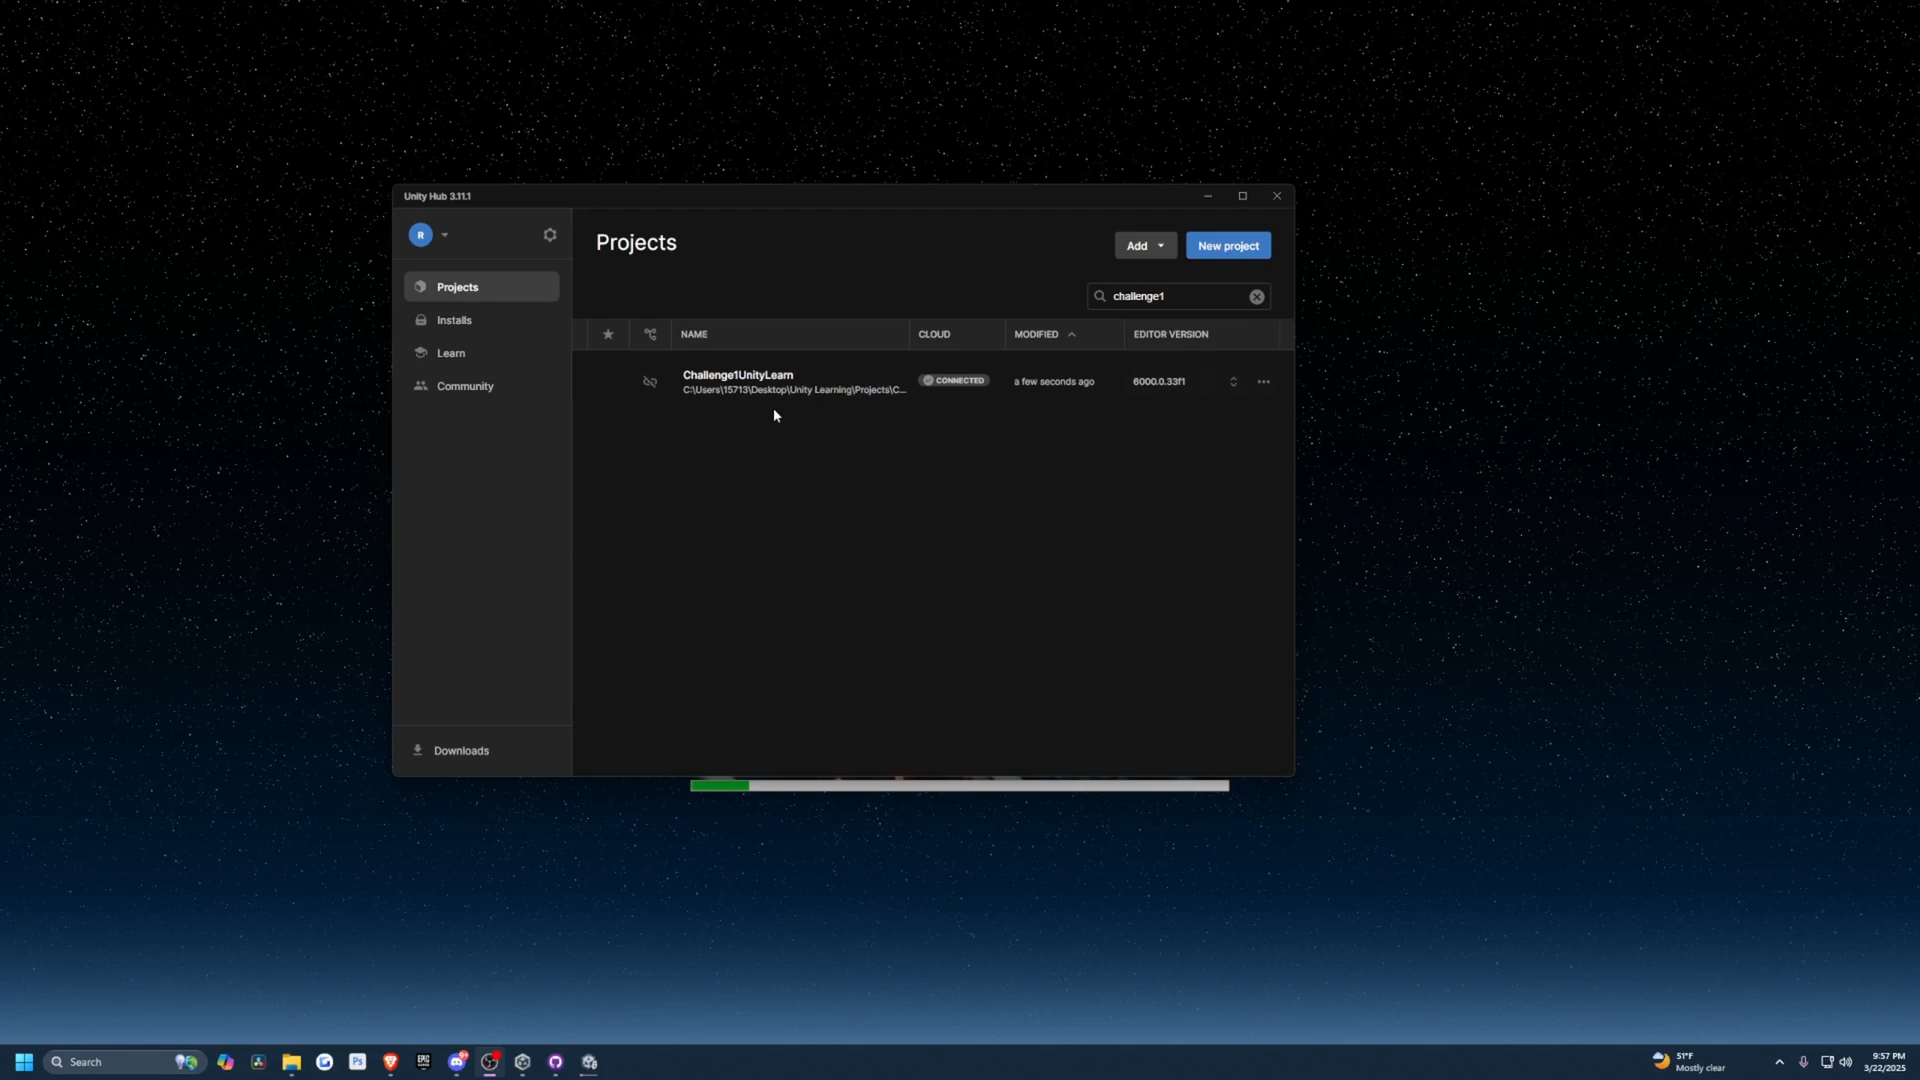 Unity Hub 3.11.1
R
Projects
Add
New project
Projects
Installs
Learn
Community
challenge1
NAME
CLOUD
MODIFIED
EDITOR VERSION
Challenge1UnityLearn
C:\Users\15713\Desktop\Unity Learning\Projects\C...
CONNECTED
a few seconds ago
6000.0.33f1
Downloads
Search
Ps
EPIC
51°F
Mostly clear
9:57 PM
3/22/2025